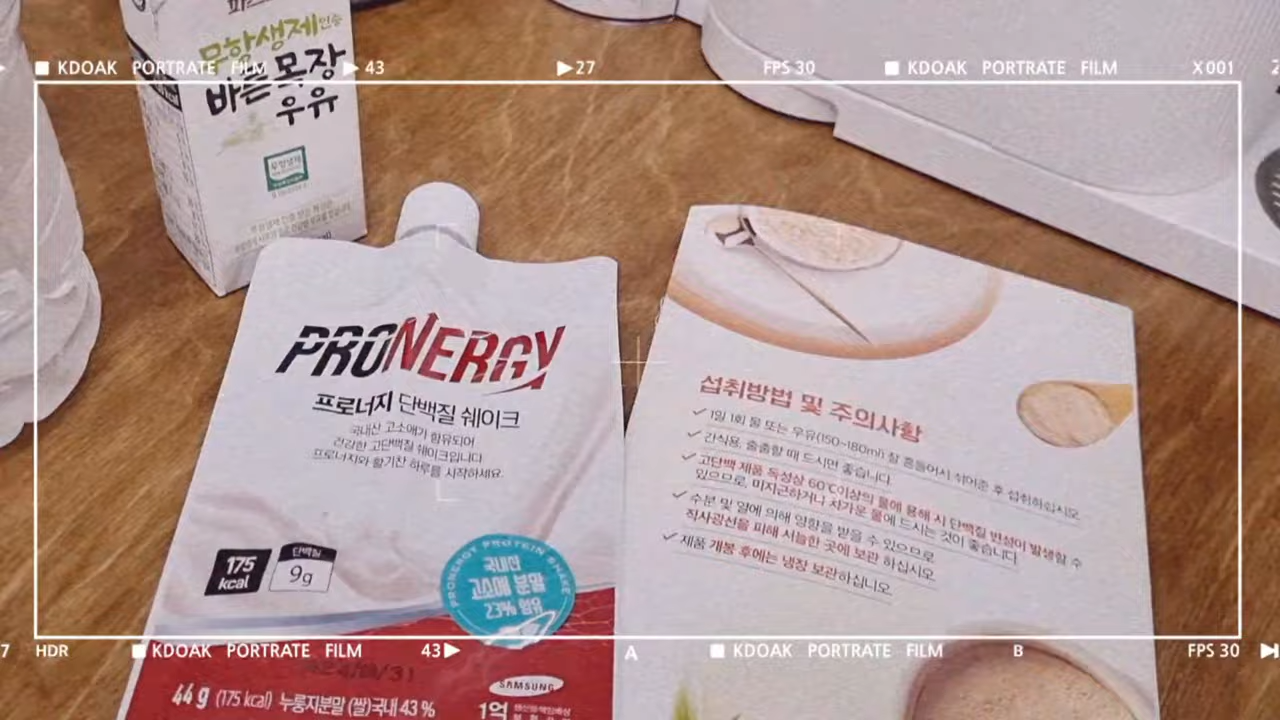 무항생제인증
바른목장
우유
무항생제
■ KDOAK PORTRATE FILM ▶ 43
▶27
FPS 30
■ KDOAK PORTRATE FILM
X001
PRONERGY
프로너지 단백질 쉐이크
국내산 고소애가 함유되어
건강한 고단백질 쉐이크입니다
프로너지와 활기찬 하루를 시작하세요.
175
kcal
단백질
9g
PRONERGY PROTEIN SHAKE
국내산
고소애 분말
23% 함유
44 g (175 kcal) 누룽지분말 (쌀)국내 43 %
SAMSUNG
1억
섭취방법 및 주의사항
✓ 1일 1회 물 또는 우유(150~180ml) 잘 흔들어서 섞어준 후 섭취하십시오.
✓ 간식용, 출출할 때 드시면 좋습니다.
✓ 고단백 제품 특성상 60℃이상의 물에 용해 시 단백질 변성이 발생할 수
있으므로, 미지근하거나 차가운 물에 드시는 것이 좋습니다.
✓ 수분 및 열에 의해 영향을 받을 수 있으므로
직사광선을 피해 서늘한 곳에 보관 하십시오.
✓ 제품 개봉 후에는 냉장 보관하십시오.
7 HDR
■ KDOAK PORTRATE FILM
43▶
A
■ KDOAK PORTRATE FILM
B
FPS 30